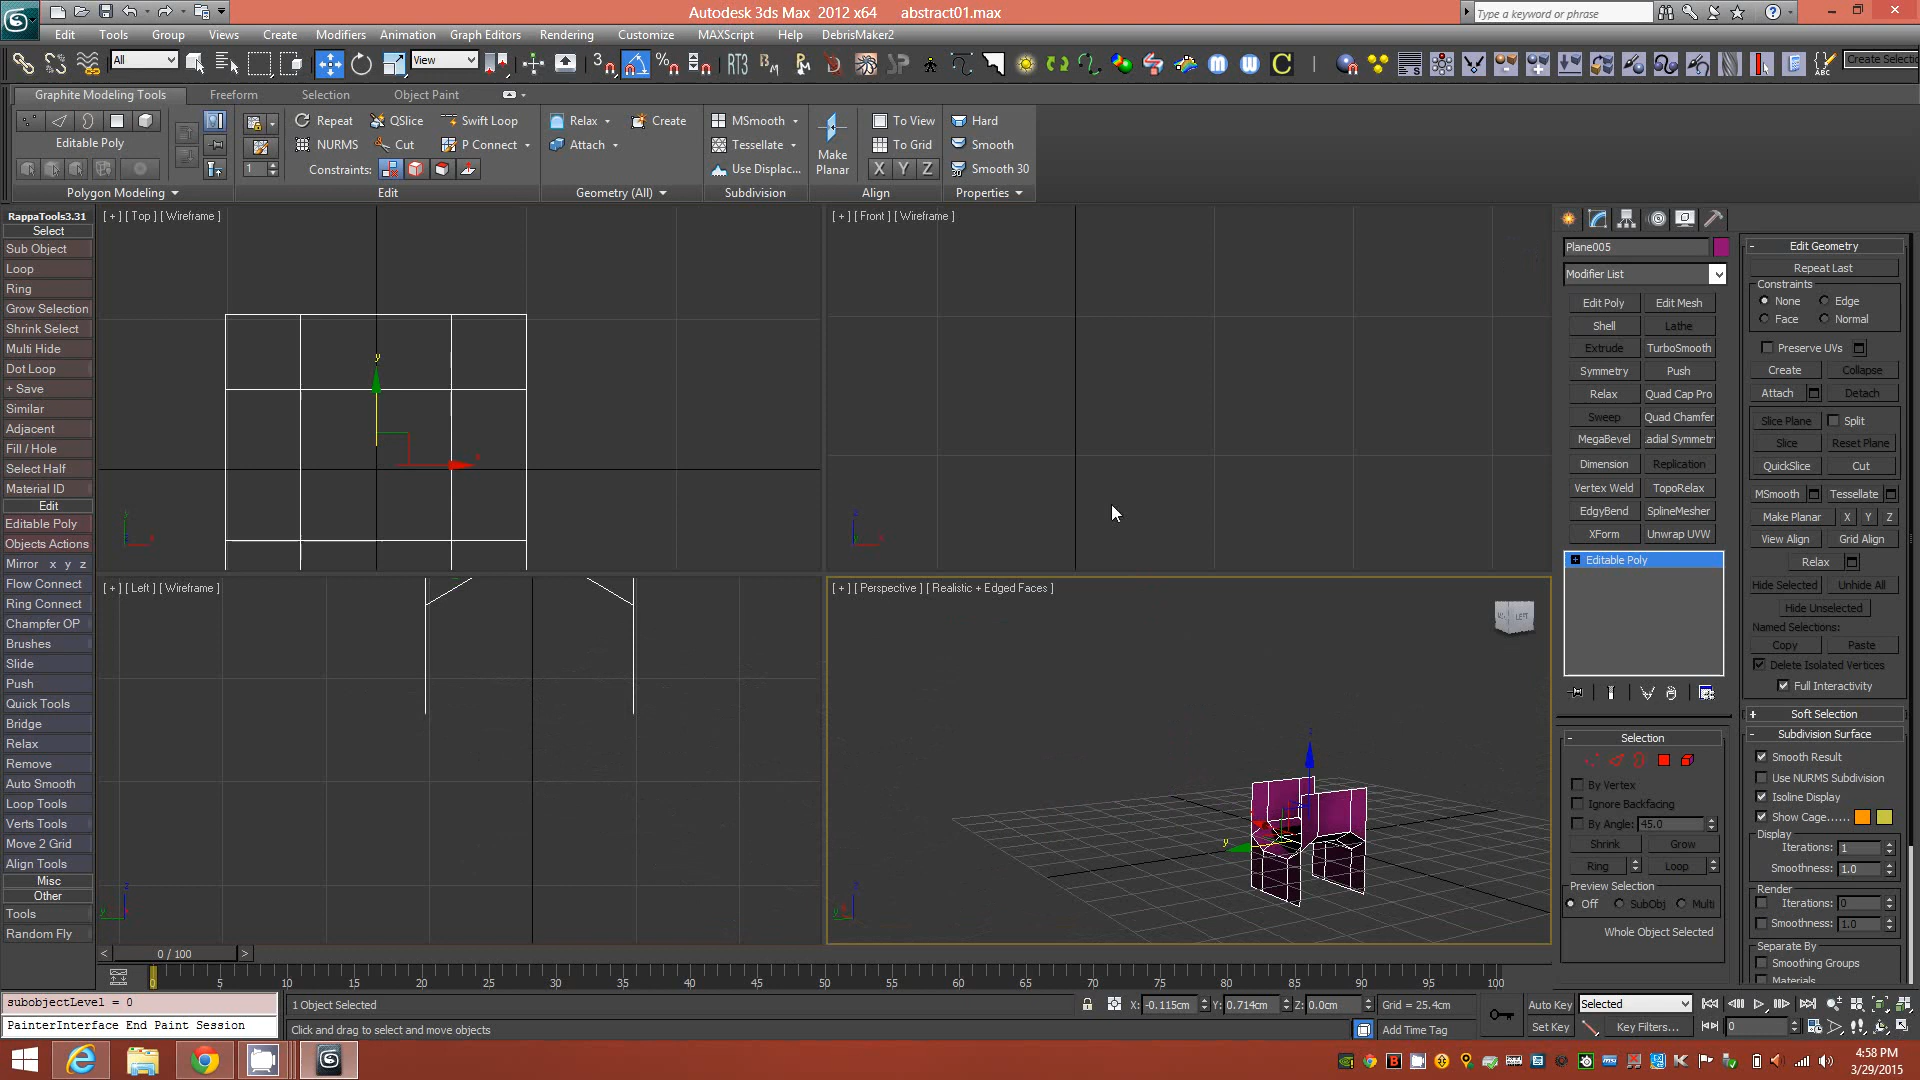 Autodesk 3ds Max 2012 x64 abstract01.max
Type a keyword or phrase
Edit Tools Group Views Create Modifiers Animation Graph Editors Rendering Customize MAXScript Help DebrisMaker2
All View Create Selectio
Graphite Modeling Tools Freeform Selection Object Paint
Repeat QSlice Swift Loop Relax Create MSmooth To View Hard
Editable Poly NURMS Cut P Connect Attach Tessellate Make Planar To Grid Smooth
1 Constraints: Use Displac... X Y Z Smooth 30
Polygon Modeling Edit Geometry (All) Subdivision Align Properties
RappaTools3.31
Select
Sub Object
Loop
Ring
Grow Selection
Shrink Select
Multi Hide
Dot Loop
+ Save
Similar
Adjacent
Fill / Hole
Select Half
Material ID
Edit
Editable Poly
Objects Actions
Mirror x y z
Flow Connect
Ring Connect
Champfer OP
Brushes
Slide
Push
Quick Tools
Bridge
Relax
Remove
Auto Smooth
Loop Tools
Verts Tools
Move 2 Grid
Align Tools
Misc
Other
Tools
Random Fly
[ + ] [ Top ] [ Wireframe ]
[ + ] [ Front ] [ Wireframe ]
[ + ] [ Left ] [ Wireframe ]
[ + ] [ Perspective ] [ Realistic + Edged Faces ]
LEFT
Plane005
Modifier List
Edit Poly Edit Mesh
Shell Lathe
Extrude TurboSmooth
Symmetry Push
Relax Quad Cap Pro
Sweep Quad Chamfer
MegaBevel adial Symmetr
Dimension Replication
Vertex Weld TopoRelax
EdgyBend SplineMesher
XForm Unwrap UVW
Editable Poly
Selection
By Vertex
Ignore Backfacing
By Angle: 45.0
Shrink Grow
Ring Loop
Preview Selection
Off SubObj Multi
Whole Object Selected
Edit Geometry
Repeat Last
Constraints
None Edge
Face Normal
Preserve UVs
Create Collapse
Attach Detach
Slice Plane Split
Slice Reset Plane
QuickSlice Cut
MSmooth Tessellate
Make Planar X Y Z
View Align Grid Align
Relax
Hide Selected Unhide All
Hide Unselected
Named Selections:
Copy Paste
Delete Isolated Vertices
Full Interactivity
Soft Selection
Subdivision Surface
Smooth Result
Use NURMS Subdivision
Isoline Display
Show Cage......
Display
Iterations: 1
Smoothness: 1.0
Render
Iterations: 0
Smoothness: 1.0
Separate By
Smoothing Groups
Materials
0 / 100
0 5 10 15 20 25 30 35 40 45 50 55 60 65 70 75 80 85 90 95 100
subobjectLevel = 0
PainterInterface End Paint Session
1 Object Selected X: -0.115cm Y: 0.714cm Z: 0.0cm Grid = 25.4cm Auto Key Selected
Click and drag to select and move objects Add Time Tag Set Key Key Filters... 0
4:58 PM
3/29/2015